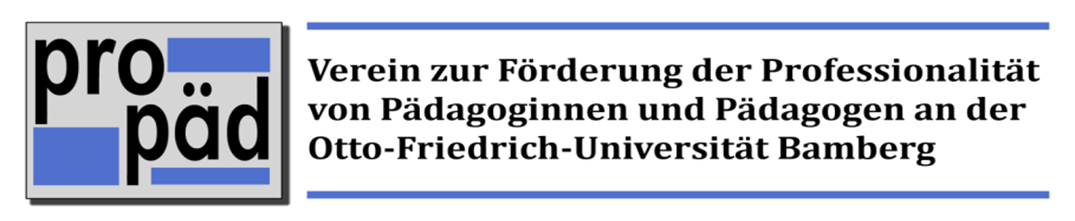 pro
päd
Verein zur Förderung der Professionalität
von Pädagoginnen und Pädagogen an der
Otto-Friedrich-Universität Bamberg